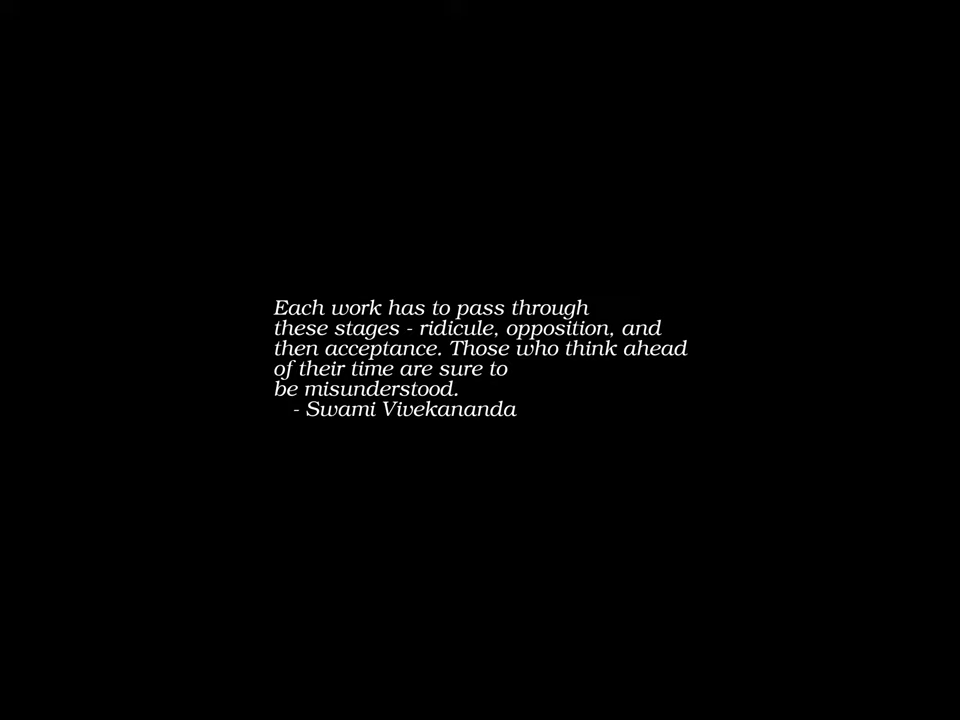 Each work has to pass through
these stages - ridicule, opposition, and
then acceptance. Those who think ahead
of their time are sure to
be misunderstood.
- Swami Vivekananda